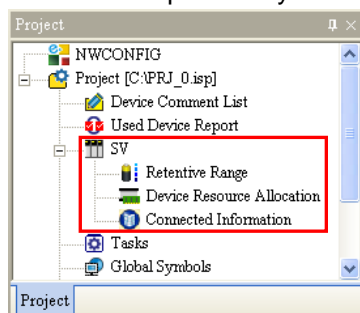 Project
NWCONFIG
Project [C:\PRJ_0.isp]
Device Comment List
Used Device Report
SV
Retentive Range
Device Resource Allocation
Connected Information
Tasks
Global Symbols
Project